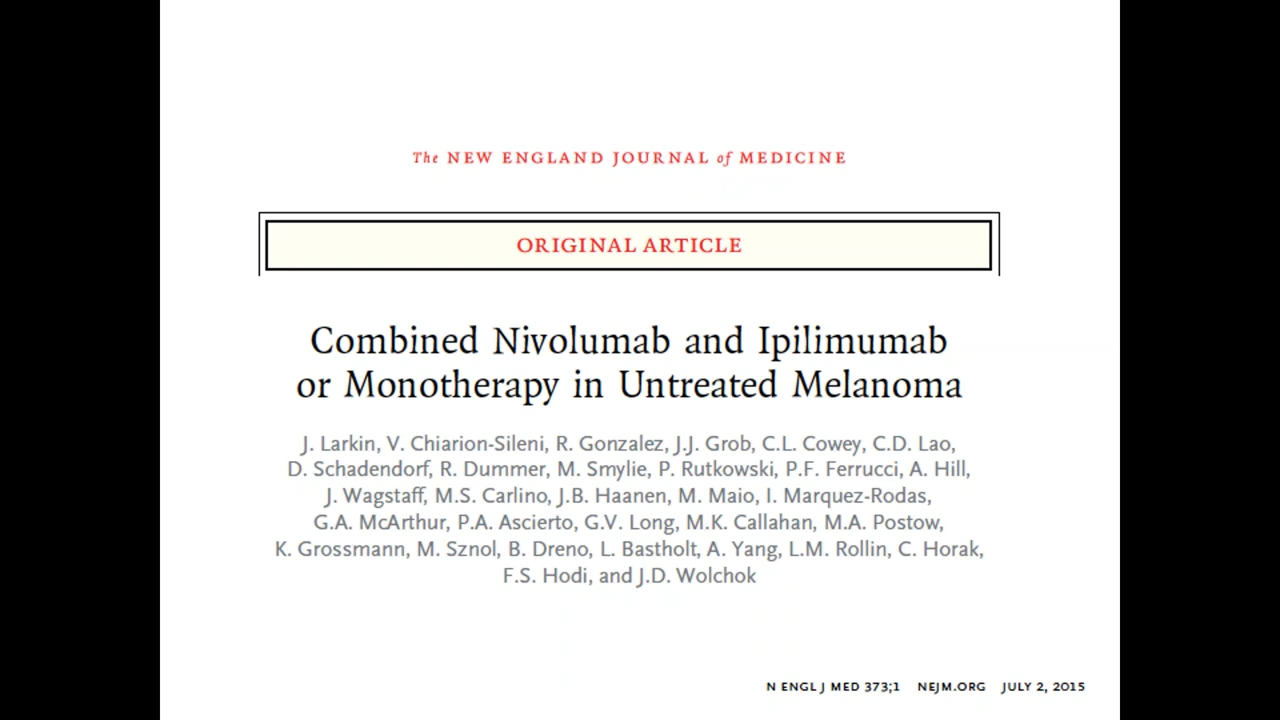 The NEW ENGLAND JOURNAL of MEDICINE
ORIGINAL ARTICLE
Combined Nivolumab and Ipilimumab
or Monotherapy in Untreated Melanoma
J. Larkin, V. Chiarion-Sileni, R. Gonzalez, J.J. Grob, C.L. Cowey, C.D. Lao,
D. Schadendorf, R. Dummer, M. Smylie, P. Rutkowski, P.F. Ferrucci, A. Hill,
J. Wagstaff, M.S. Carlino, J.B. Haanen, M. Maio, I. Marquez-Rodas,
G.A. McArthur, P.A. Ascierto, G.V. Long, M.K. Callahan, M.A. Postow,
K. Grossmann, M. Sznol, B. Dreno, L. Bastholt, A. Yang, L.M. Rollin, C. Horak,
F.S. Hodi, and J.D. Wolchok
N ENGL J MED 373;1 NEJM.ORG JULY 2, 2015